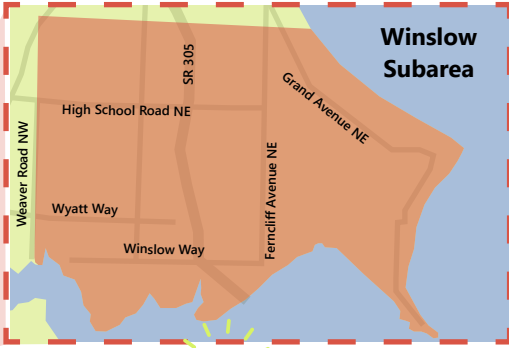 Winslow
Subarea
SR 305
High School Road NE
Grand Avenue NE
Weaver Road NW
Ferncliff Avenue NE
Wyatt Way
Winslow Way